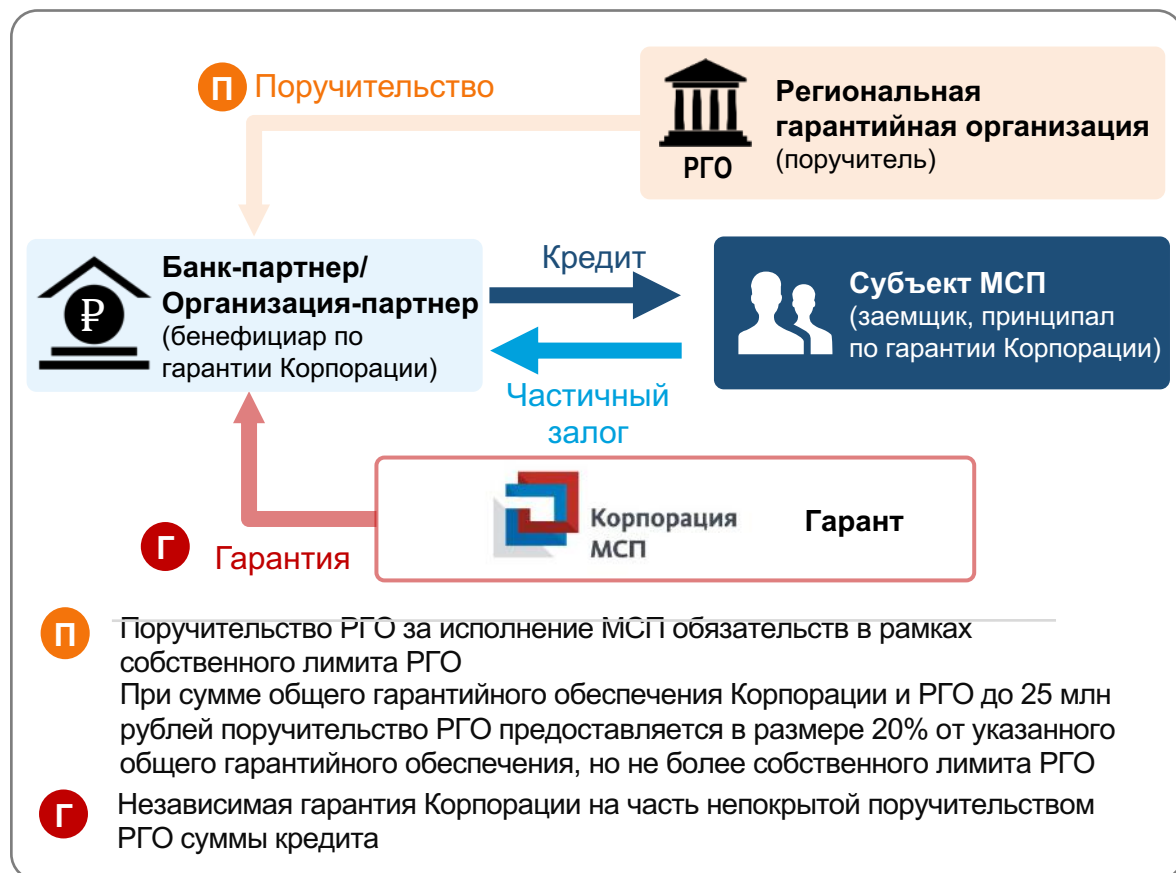 П Поручительство
Региональная
гарантийная организация
(поручитель)
РГО
Банк-партнер/
Организация-партнер
(бенефициар по
гарантии Корпорации)
₽
Кредит
Субъект МСП
(заемщик, принципал
по гарантии Корпорации)
Частичный
залог
Корпорация
МСП
Гарант
Г Гарантия
П Поручительство РГО за исполнение МСП обязательств в рамках
собственного лимита РГО
При сумме общего гарантийного обеспечения Корпорации и РГО до 25 млн
рублей поручительство РГО предоставляется в размере 20% от указанного
общего гарантийного обеспечения, но не более собственного лимита РГО
Г Независимая гарантия Корпорации на часть непокрытой поручительством
РГО суммы кредита